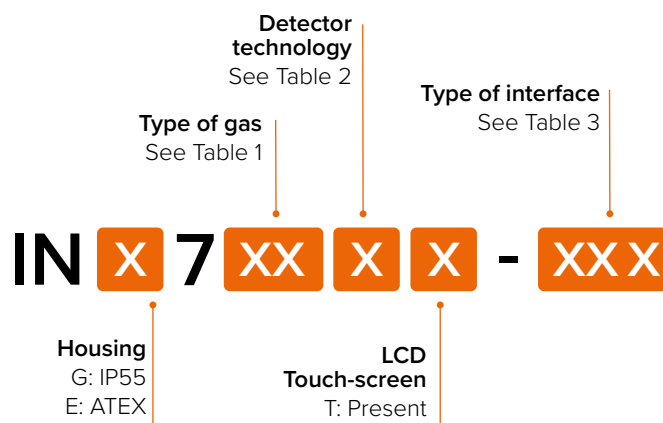 Detector
technology
See Table 2
Type of interface
See Table 3
Type of gas
See Table 1
IN X 7 XX X X - XX X
Housing
G: IP55
E: ATEX
LCD
Touch-screen
T: Present